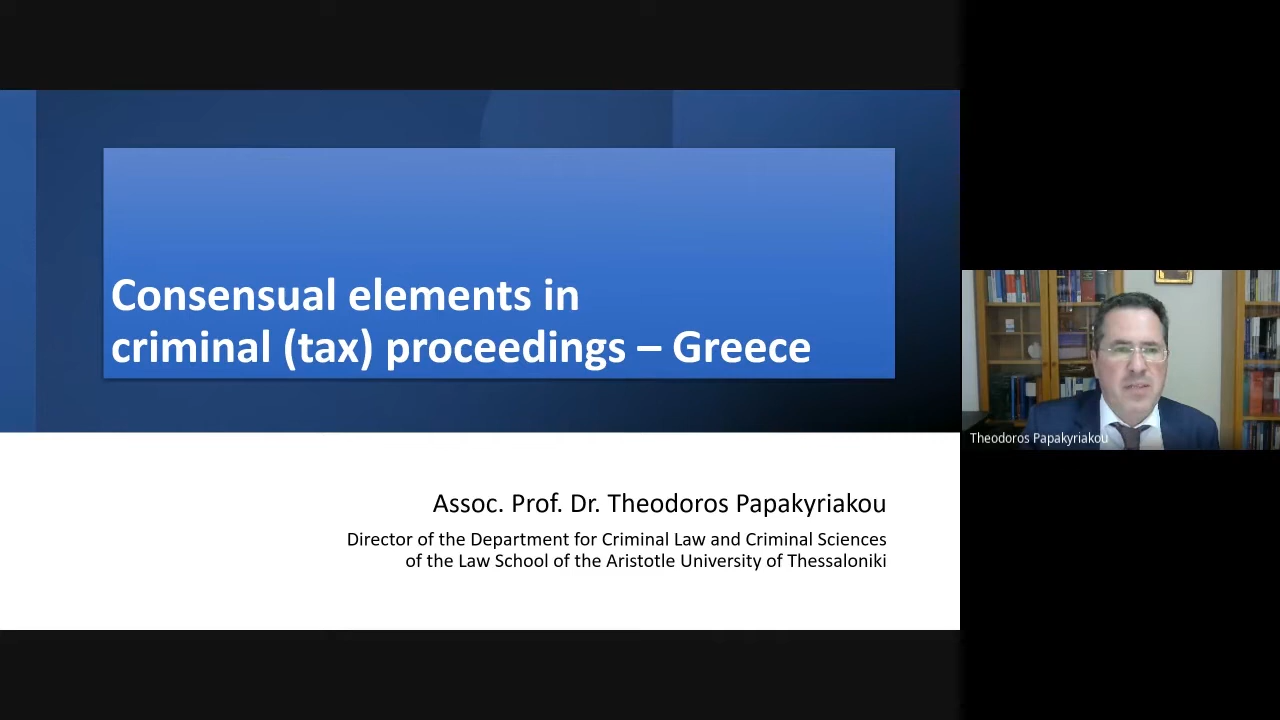 Consensual elements in
criminal (tax) proceedings – Greece
Assoc. Prof. Dr. Theodoros Papakyriakou
Director of the Department for Criminal Law and Criminal Sciences
of the Law School of the Aristotle University of Thessaloniki
Theodoros Papakyriakou